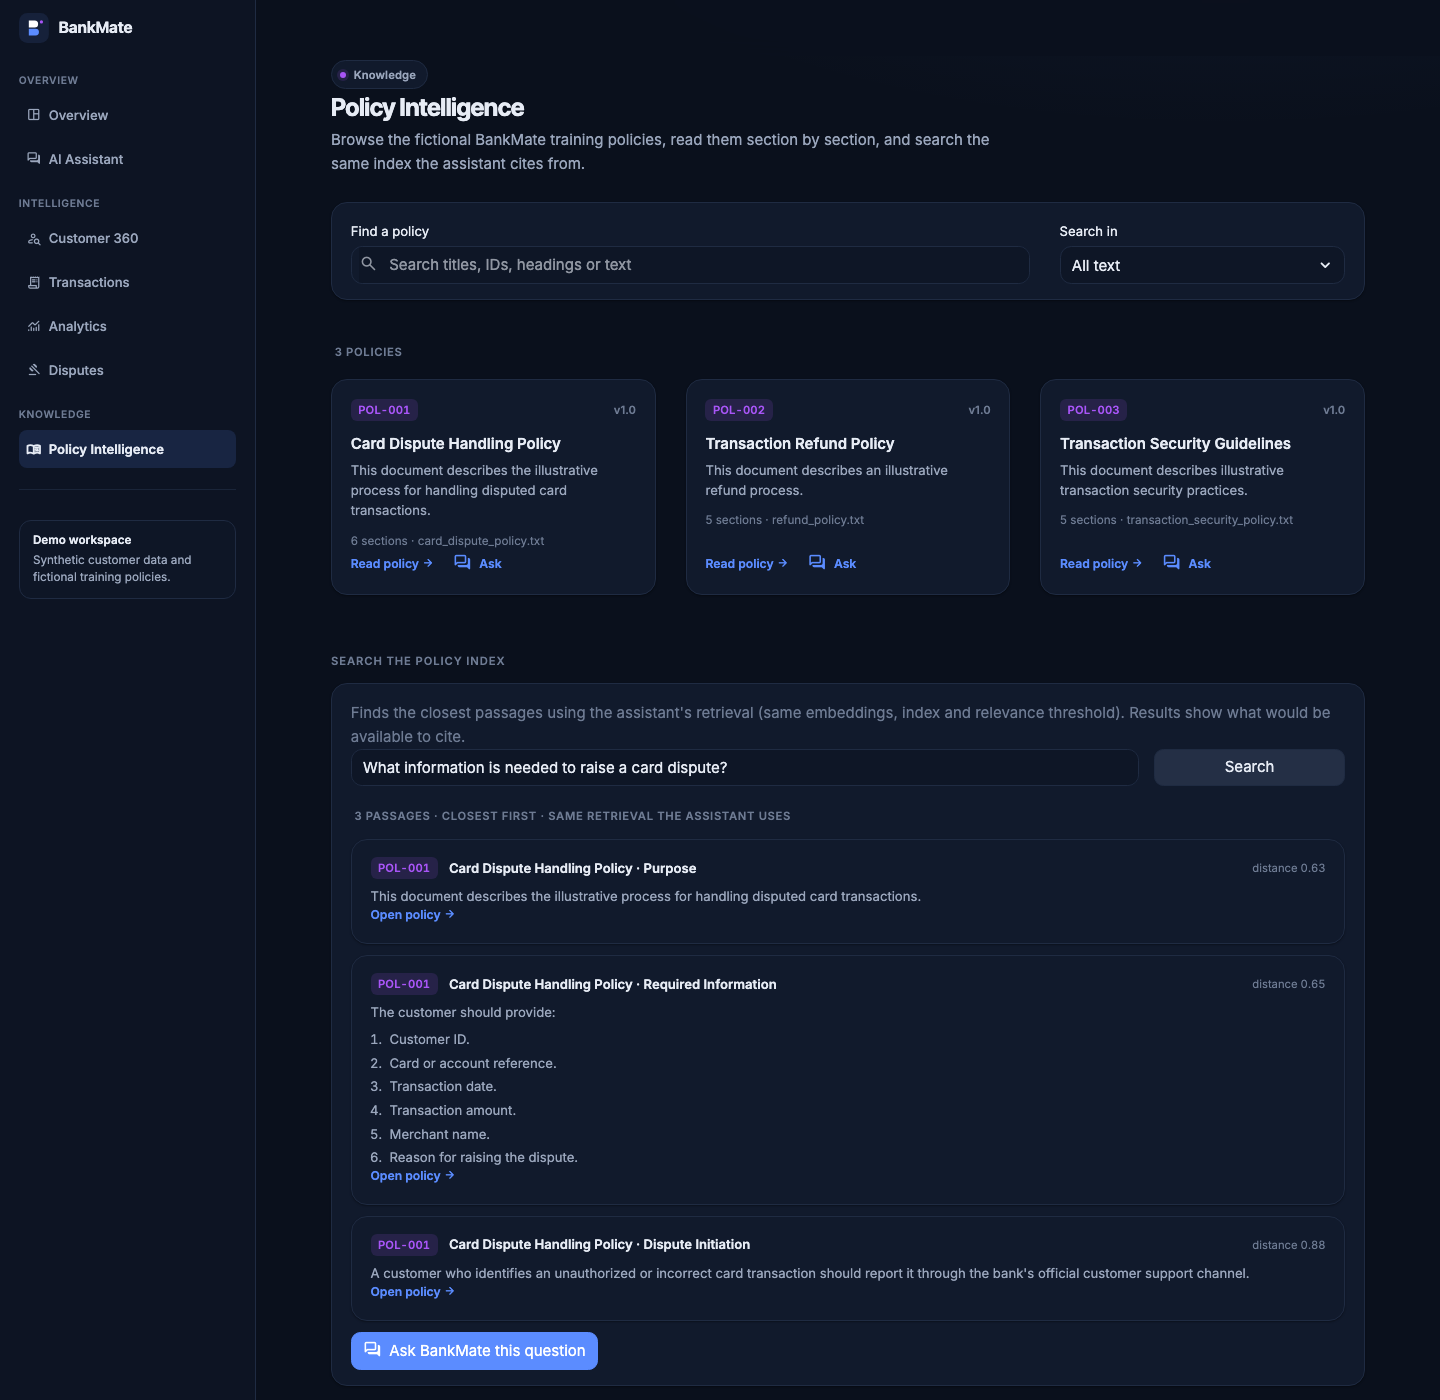 BankMate
OVERVIEW
Overview
AI Assistant
INTELLIGENCE
Customer 360
Transactions
Analytics
Disputes
KNOWLEDGE
Policy Intelligence
Demo workspace
Synthetic customer data and
fictional training policies.
Knowledge
Policy Intelligence
Browse the fictional BankMate training policies, read them section by section, and search the
same index the assistant cites from.
Find a policy
Search titles, IDs, headings or text
Search in
All text
3 POLICIES
POL-001
v1.0
Card Dispute Handling Policy
This document describes the illustrative
process for handling disputed card
transactions.
6 sections · card_dispute_policy.txt
Read policy →
Ask
POL-002
v1.0
Transaction Refund Policy
This document describes an illustrative
refund process.
5 sections · refund_policy.txt
Read policy →
Ask
POL-003
v1.0
Transaction Security Guidelines
This document describes illustrative
transaction security practices.
5 sections · transaction_security_policy.txt
Read policy →
Ask
SEARCH THE POLICY INDEX
Finds the closest passages using the assistant's retrieval (same embeddings, index and relevance threshold). Results show what would be
available to cite.
What information is needed to raise a card dispute?
Search
3 PASSAGES · CLOSEST FIRST · SAME RETRIEVAL THE ASSISTANT USES
POL-001 Card Dispute Handling Policy · Purpose distance 0.63
This document describes the illustrative process for handling disputed card transactions.
Open policy →
POL-001 Card Dispute Handling Policy · Required Information distance 0.65
The customer should provide:
1. Customer ID.
2. Card or account reference.
3. Transaction date.
4. Transaction amount.
5. Merchant name.
6. Reason for raising the dispute.
Open policy →
POL-001 Card Dispute Handling Policy · Dispute Initiation distance 0.88
A customer who identifies an unauthorized or incorrect card transaction should report it through the bank's official customer support channel.
Open policy →
Ask BankMate this question